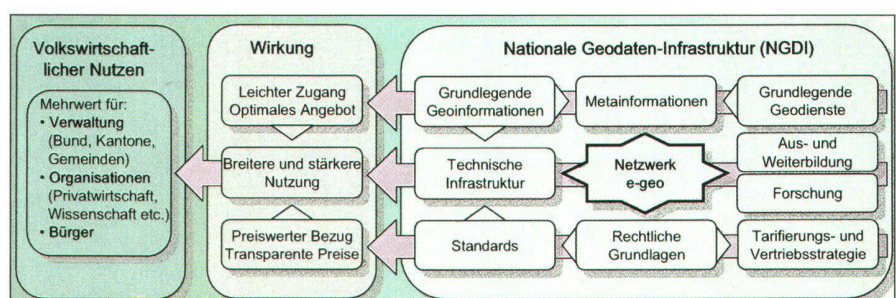 Volkswirtschaft-
licher Nutzen
Mehrwert für:
• Verwaltung
(Bund, Kantone,
Gemeinden)
• Organisationen
(Privatwirtschaft,
Wissenschaft etc.)
• Bürger
Wirkung
Leichter Zugang
Optimales Angebot
Breitere und stärkere
Nutzung
Preiswerter Bezug
Transparente Preise
Nationale Geodaten-Infrastruktur (NGDI)
Grundlegende
Geoinformationen
Metainformationen
Grundlegende
Geodienste
Technische
Infrastruktur
Netzwerk
e-geo
Aus- und
Weiterbildung
Forschung
Standards
Rechtliche
Grundlagen
Tarifierungs- und
Vertriebsstrategie